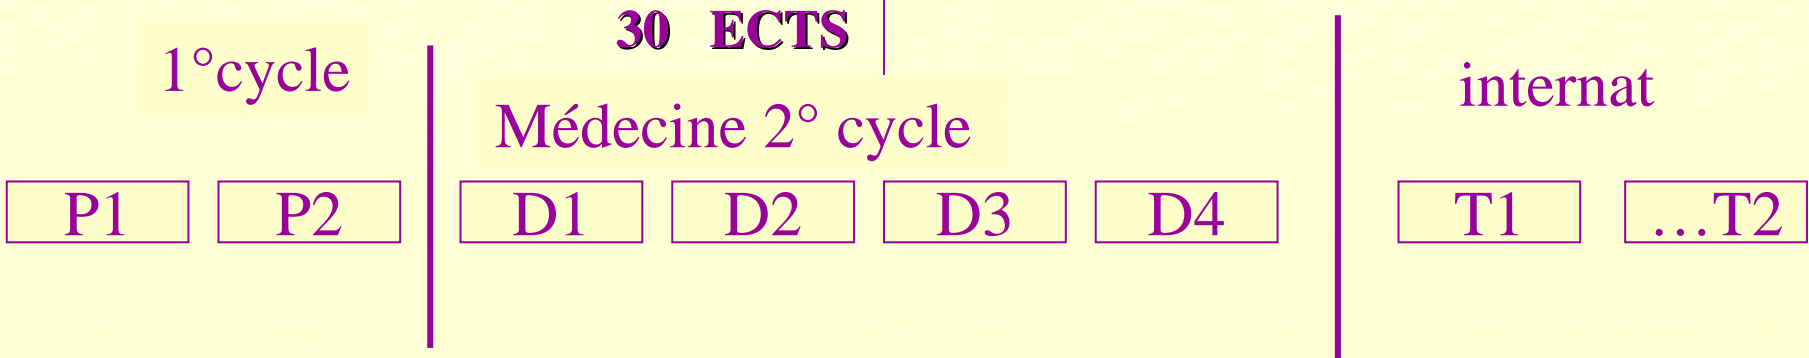 30 ECTS
1°cycle
internat
Médecine 2° cycle
P1 P2 D1 D2 D3 D4 T1 …T2